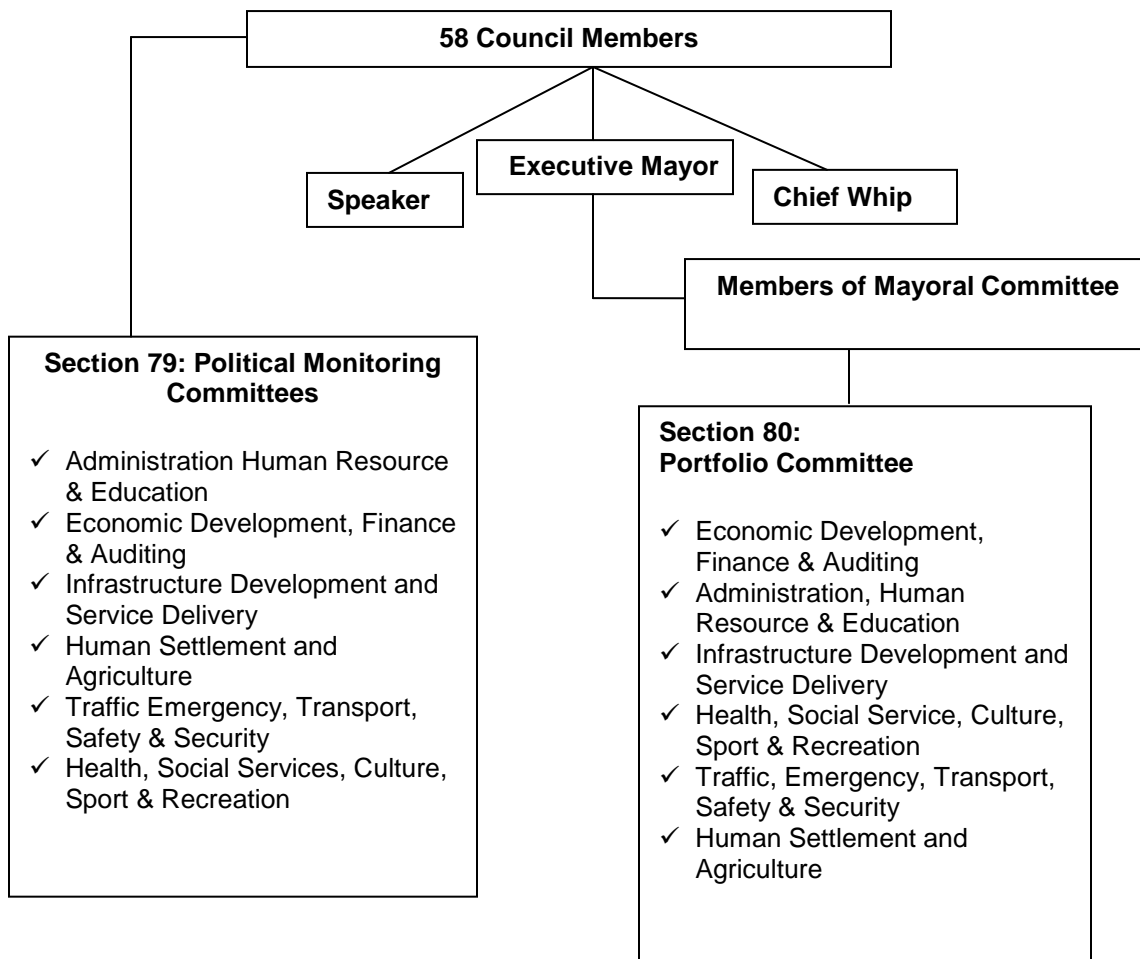 58 Council Members
Executive Mayor
Speaker
Chief Whip
Members of Mayoral Committee
Section 79: Political Monitoring
Committees
✓ Administration Human Resource
& Education
✓ Economic Development, Finance
& Auditing
✓ Infrastructure Development and
Service Delivery
✓ Human Settlement and
Agriculture
✓ Traffic Emergency, Transport,
Safety & Security
✓ Health, Social Services, Culture,
Sport & Recreation
Section 80:
Portfolio Committee
✓ Economic Development,
Finance & Auditing
✓ Administration, Human
Resource & Education
✓ Infrastructure Development and
Service Delivery
✓ Health, Social Service, Culture,
Sport & Recreation
✓ Traffic, Emergency, Transport,
Safety & Security
✓ Human Settlement and
Agriculture